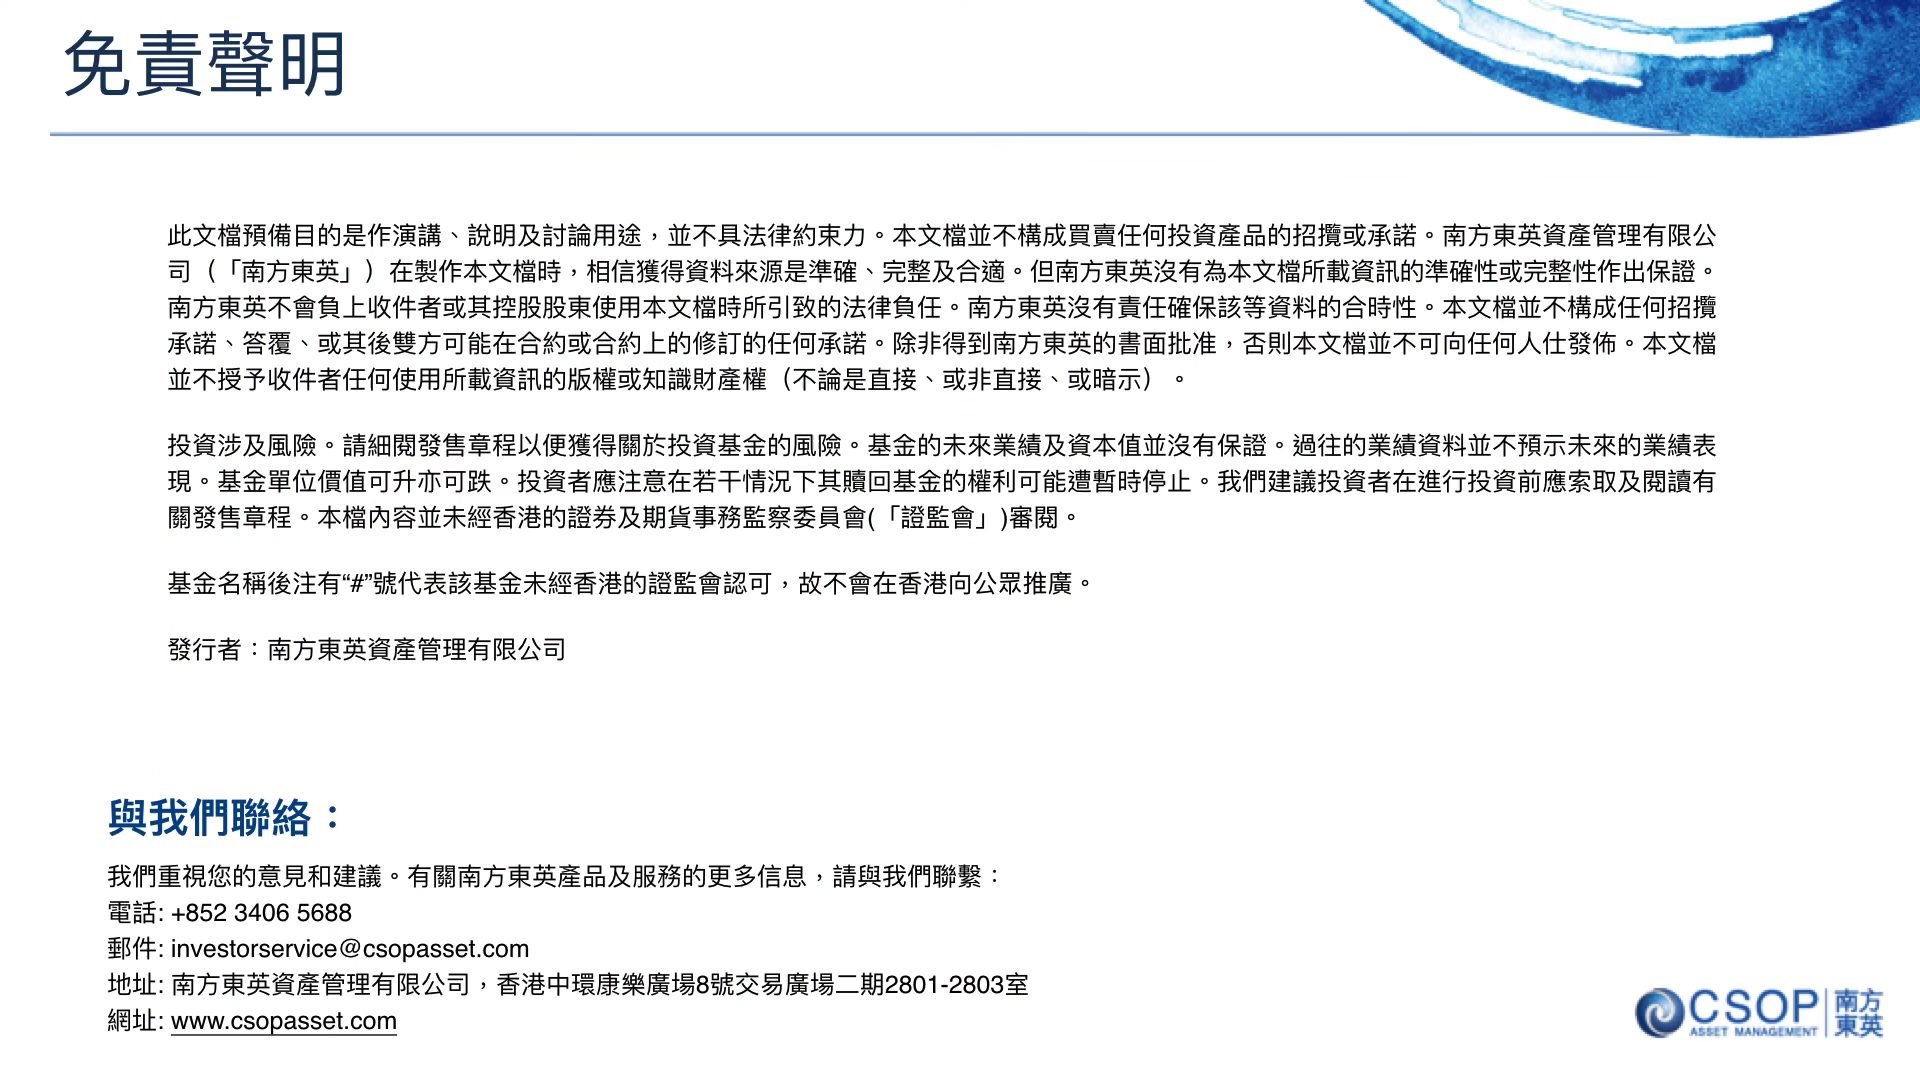 免責聲明
此文檔預備目的是作演講、說明及討論用途，並不具法律約束力。本文檔並不構成買賣任何投資產品的招攬或承諾。南方東英資產管理有限公
司（「南方東英」）在製作本文檔時，相信獲得資料來源是準確、完整及合適。但南方東英沒有為本文檔所載資訊的準確性或完整性作出保證。
南方東英不會負上收件者或其控股股東使用本文檔時所引致的法律負任。南方東英沒有責任確保該等資料的合時性。本文檔並不構成任何招攬
承諾、答覆、或其後雙方可能在合約或合約上的修訂的任何承諾。除非得到南方東英的書面批准，否則本文檔並不可向任何人仕發佈。本文檔
並不授予收件者任何使用所載資訊的版權或知識財產權（不論是直接、或非直接、或暗示）。
投資涉及風險。請細閱發售章程以便獲得關於投資基金的風險。基金的未來業績及資本值並沒有保證。過往的業績資料並不預示未來的業績表
現。基金單位價值可升亦可跌。投資者應注意在若干情況下其贖回基金的權利可能遭暫時停止。我們建議投資者在進行投資前應索取及閱讀有
關發售章程。本檔內容並未經香港的證券及期貨事務監察委員會(「證監會」)審閱。
基金名稱後注有“#”號代表該基金未經香港的證監會認可，故不會在香港向公眾推廣。
發行者：南方東英資產管理有限公司
與我們聯絡：
我們重視您的意見和建議。有關南方東英產品及服務的更多信息，請與我們聯繫：
電話: +852 3406 5688
郵件: investorservice@csopasset.com
地址: 南方東英資產管理有限公司，香港中環康樂廣場8號交易廣場二期2801-2803室
網址: www.csopasset.com
CSOP
ASSET MANAGEMENT
南方
東英